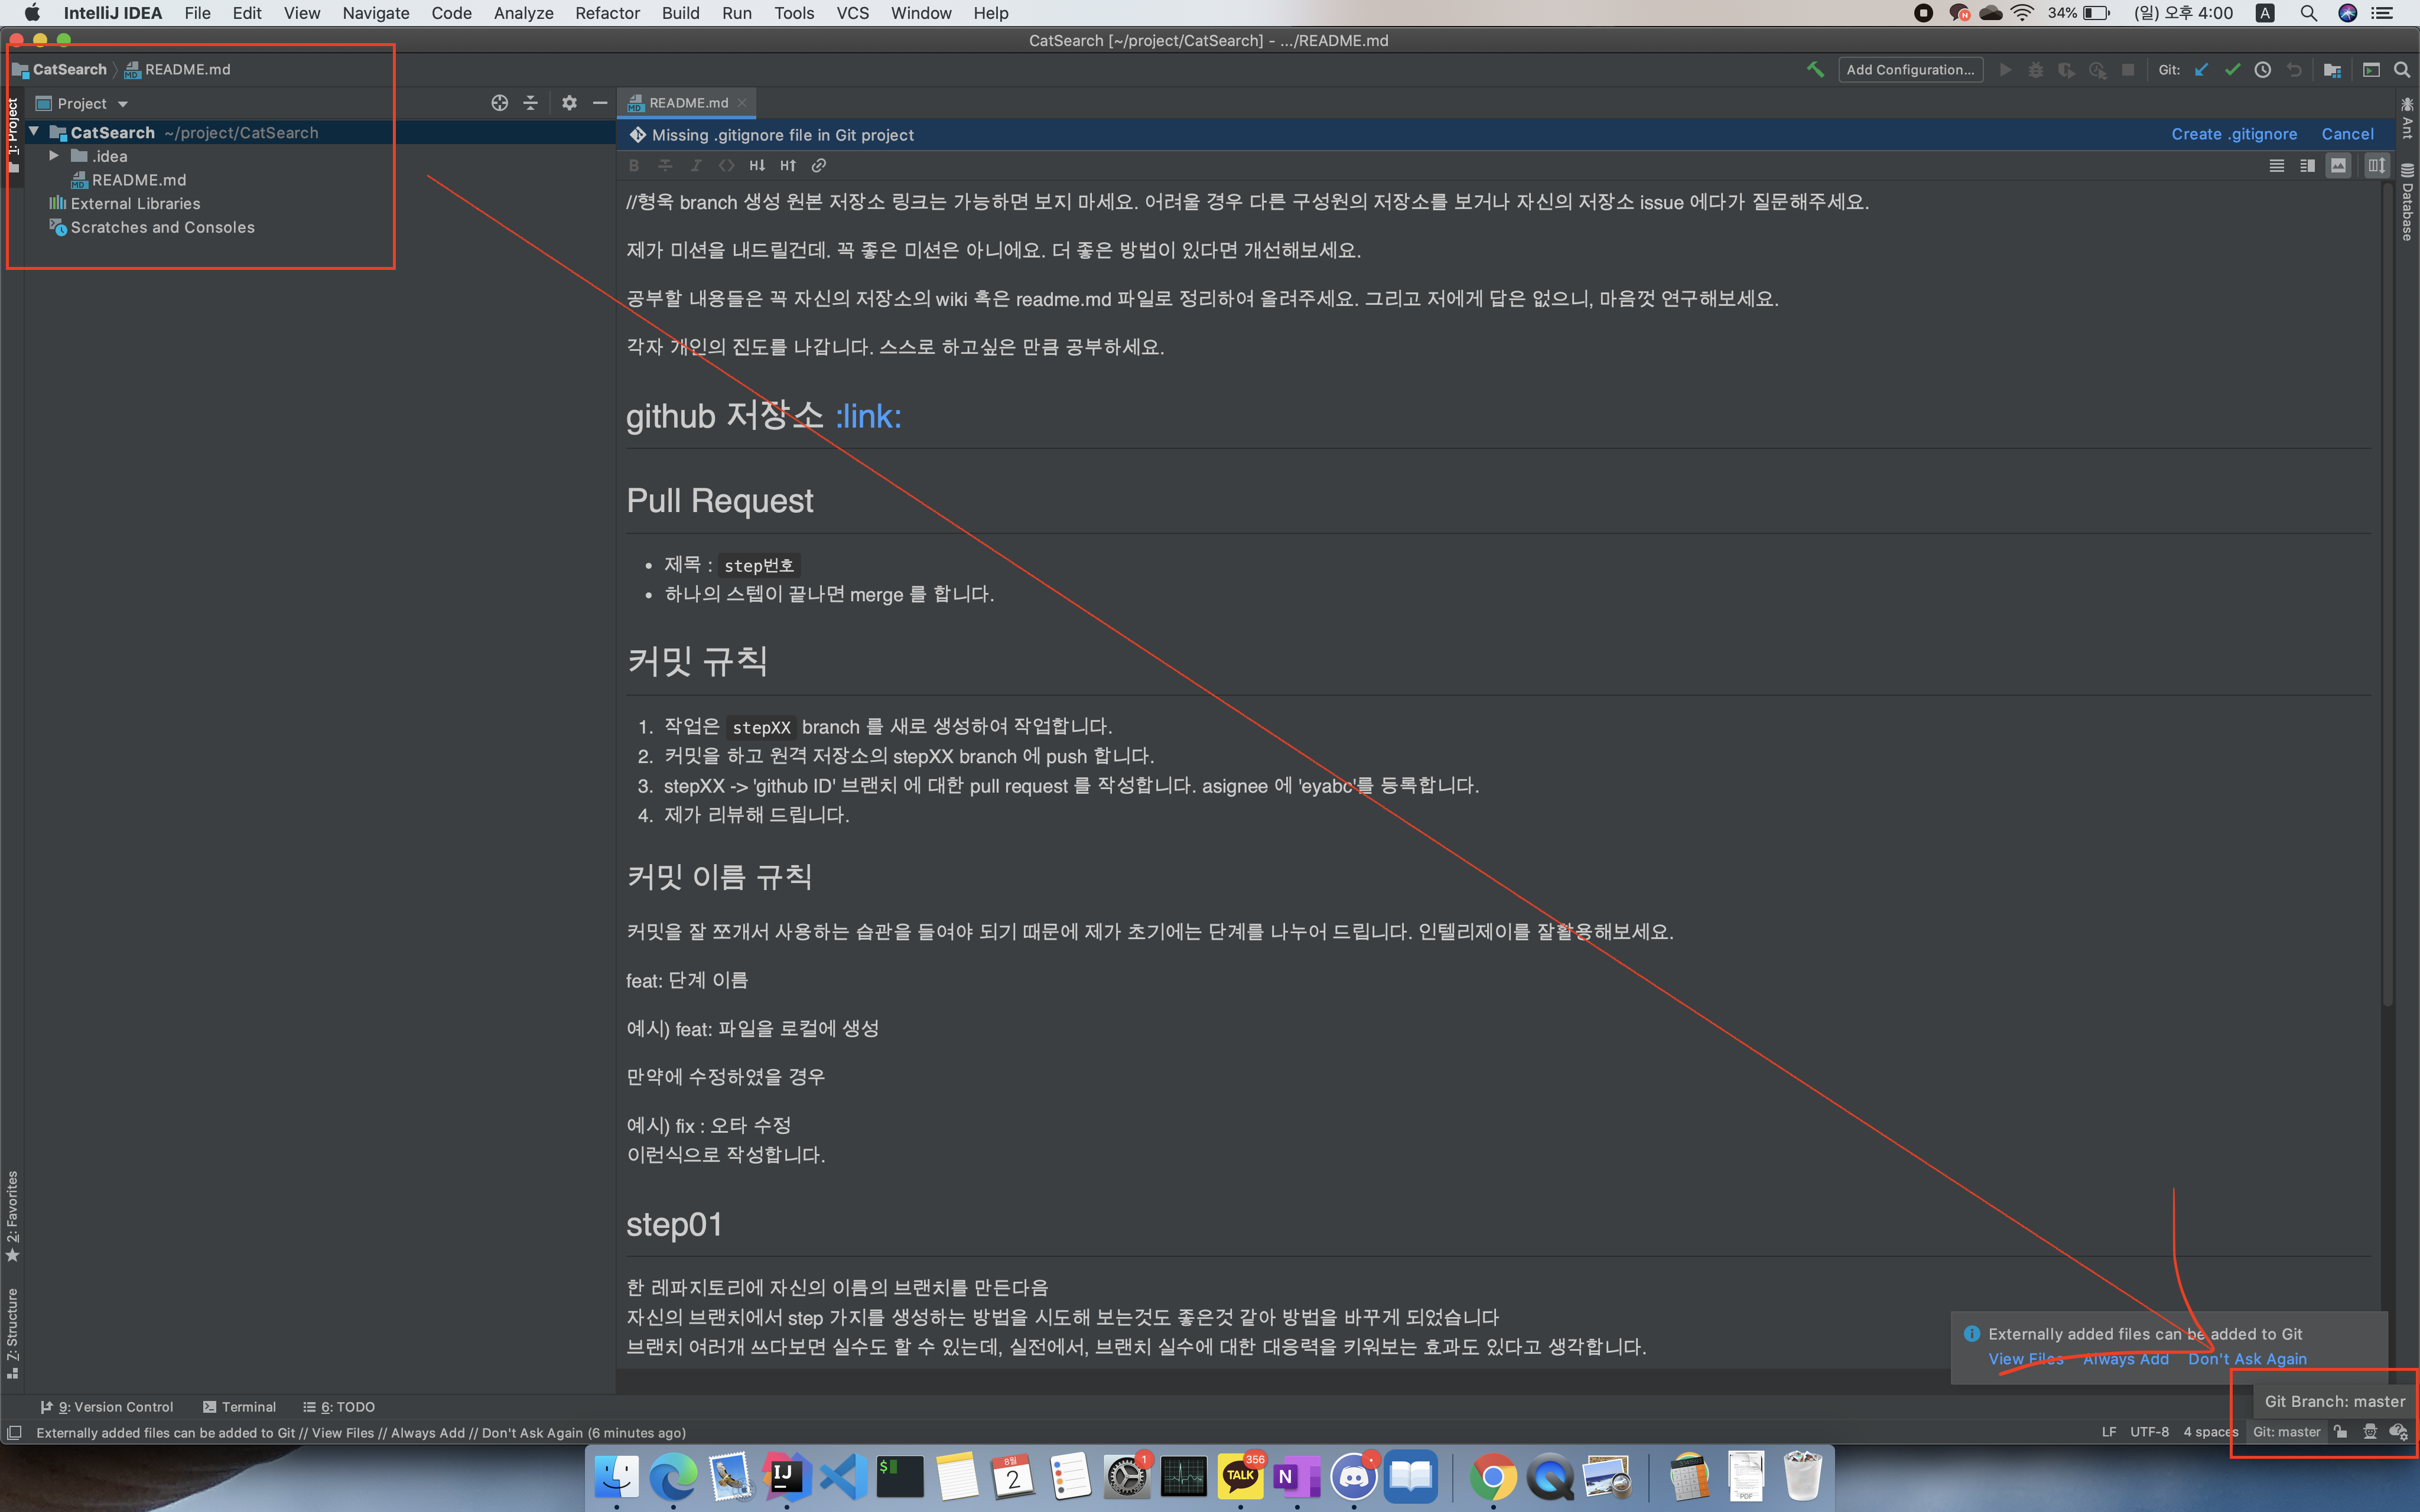 IntelliJ IDEA File Edit View Navigate Code Analyze Refactor Build Run Tools VCS Window Help 34% (일) 오후 4:00 A
CatSearch [~/project/CatSearch] - .../README.md
CatSearch README.md Add Configuration... Git:
Project README.md
1: Project
Ant
Database
CatSearch ~/project/CatSearch
.idea
README.md
External Libraries
Scratches and Consoles
Missing .gitignore file in Git project Create .gitignore Cancel
//형욱 branch 생성 원본 저장소 링크는 가능하면 보지 마세요. 어려울 경우 다른 구성원의 저장소를 보거나 자신의 저장소 issue 에다가 질문해주세요.
제가 미션을 내드릴건데. 꼭 좋은 미션은 아니에요. 더 좋은 방법이 있다면 개선해보세요.
공부할 내용들은 꼭 자신의 저장소의 wiki 혹은 readme.md 파일로 정리하여 올려주세요. 그리고 저에게 답은 없으니, 마음껏 연구해보세요.
각자 개인의 진도를 나갑니다. 스스로 하고싶은 만큼 공부하세요.
github 저장소 :link:
Pull Request
• 제목 : step번호
• 하나의 스텝이 끝나면 merge 를 합니다.
커밋 규칙
1. 작업은 stepXX branch 를 새로 생성하여 작업합니다.
2. 커밋을 하고 원격 저장소의 stepXX branch 에 push 합니다.
3. stepXX -> 'github ID' 브랜치 에 대한 pull request 를 작성합니다. asignee 에 'eyabc'를 등록합니다.
4. 제가 리뷰해 드립니다.
커밋 이름 규칙
커밋을 잘 쪼개서 사용하는 습관을 들여야 되기 때문에 제가 초기에는 단계를 나누어 드립니다. 인텔리제이를 잘활용해보세요.
feat: 단계 이름
예시) feat: 파일을 로컬에 생성
만약에 수정하였을 경우
예시) fix : 오타 수정
이런식으로 작성합니다.
step01
한 레파지토리에 자신의 이름의 브랜치를 만든다음
자신의 브랜치에서 step 가지를 생성하는 방법을 시도해 보는것도 좋은것 같아 방법을 바꾸게 되었습니다
브랜치 여러개 쓰다보면 실수도 할 수 있는데, 실전에서, 브랜치 실수에 대한 대응력을 키워보는 효과도 있다고 생각합니다.
2: Favorites
7: Structure
Externally added files can be added to Git
View Files Always Add Don't Ask Again
Git Branch: master
9: Version Control Terminal 6: TODO
Externally added files can be added to Git // View Files // Always Add // Don't Ask Again (6 minutes ago) LF UTF-8 4 spaces Git: master
IJ $ 8월 2 1 TALK 356 N PDF